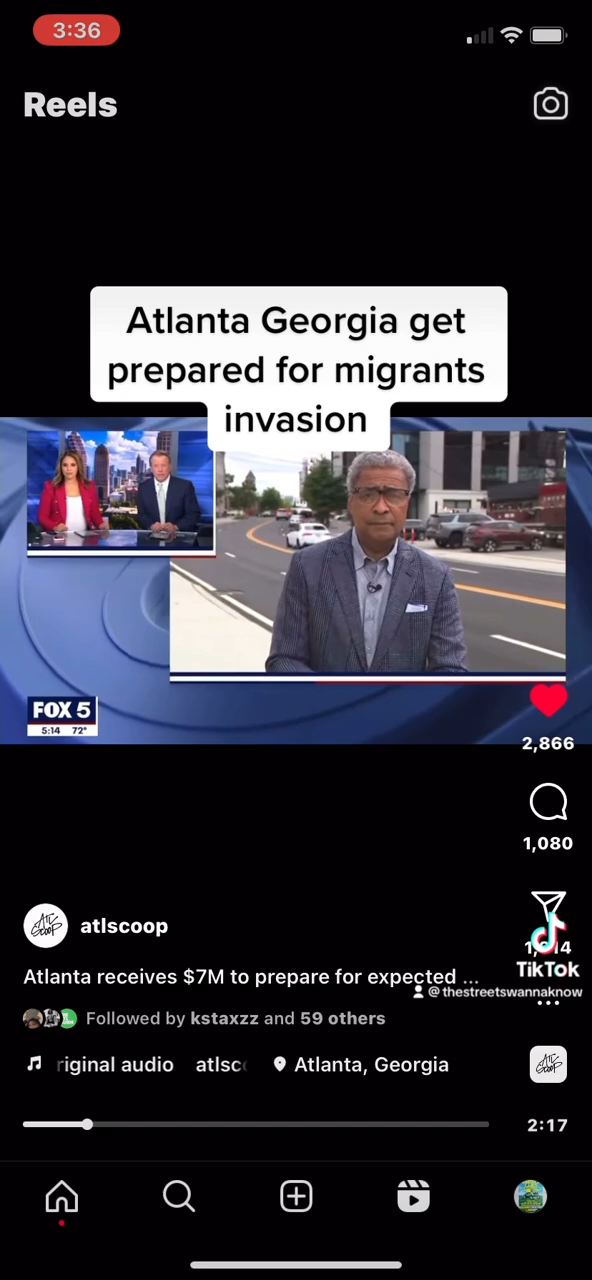 3:36
Reels
Atlanta Georgia get
prepared for migrants
invasion
FOX 5
5:14 72°
2,866
1,080
atlscoop
TikTok
Atlanta receives $7M to prepare for expected ...
@thestreetswannaknow
Followed by kstaxzz and 59 others
riginal audio atlsc
Atlanta, Georgia
2:17